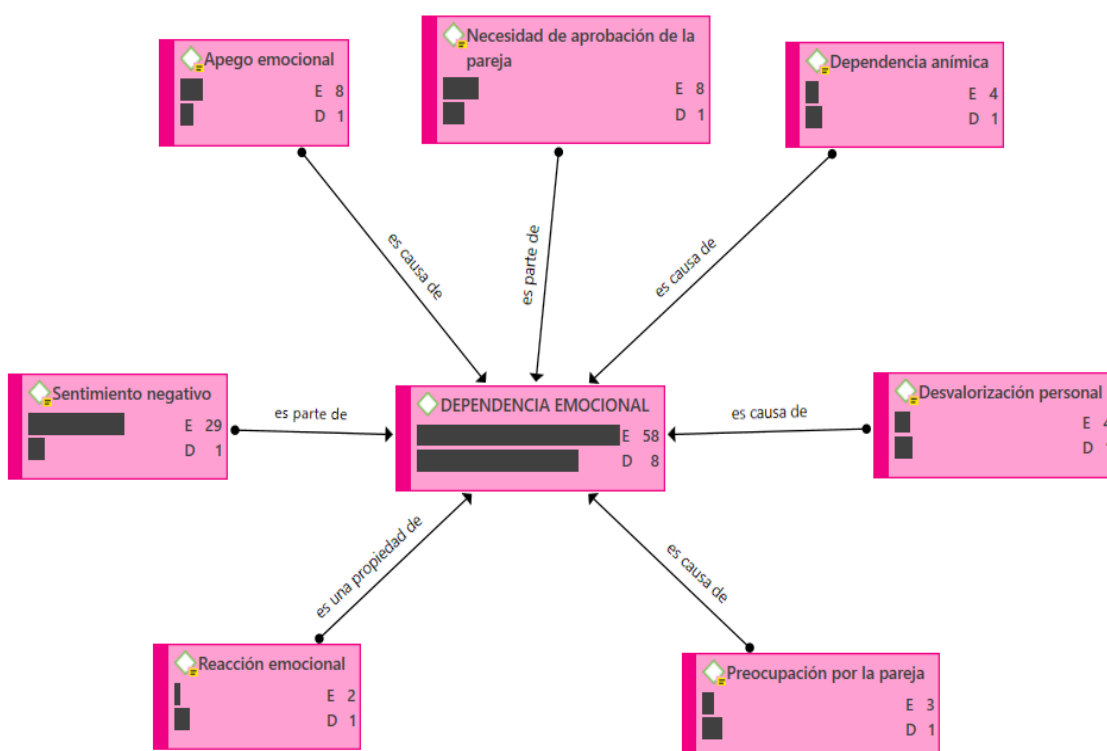 Apego emocional
E 8
D 1
Necesidad de aprobación de la
pareja
E 8
D 1
Dependencia anímica
E 4
D 1
es causa de
es parte de
es causa de
Sentimiento negativo
E 29
D 1
es parte de
DEPENDENCIA EMOCIONAL
E 58
D 8
es causa de
Desvalorización personal
E 4
D
es una propiedad de
es causa de
Reacción emocional
E 2
D 1
Preocupación por la pareja
E 3
D 1